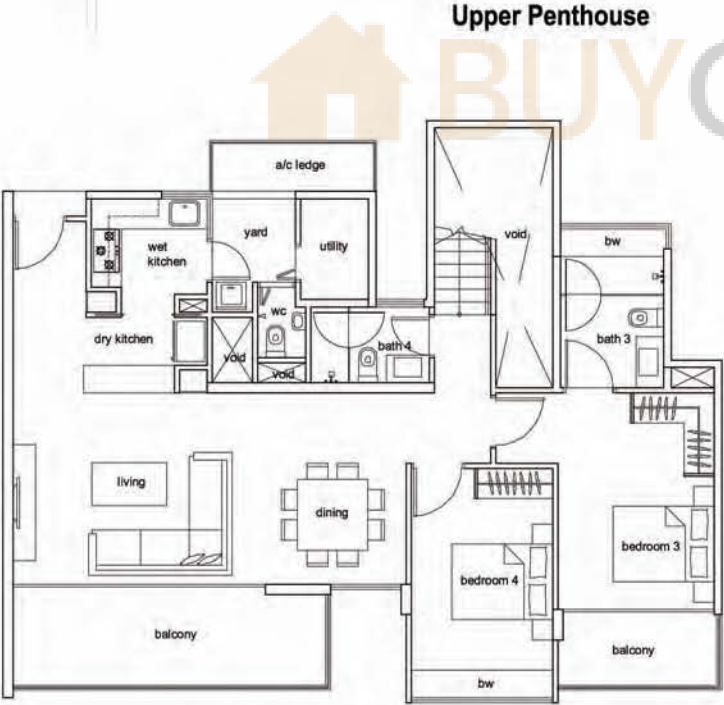 Upper Penthouse
BUYC
a/c ledge
yard
utility
void
bw
wet
kitchen
wc
dry kitchen
void
void
bath 4
bath 3
living
dining
bedroom 3
bedroom 4
balcony
balcony
bw